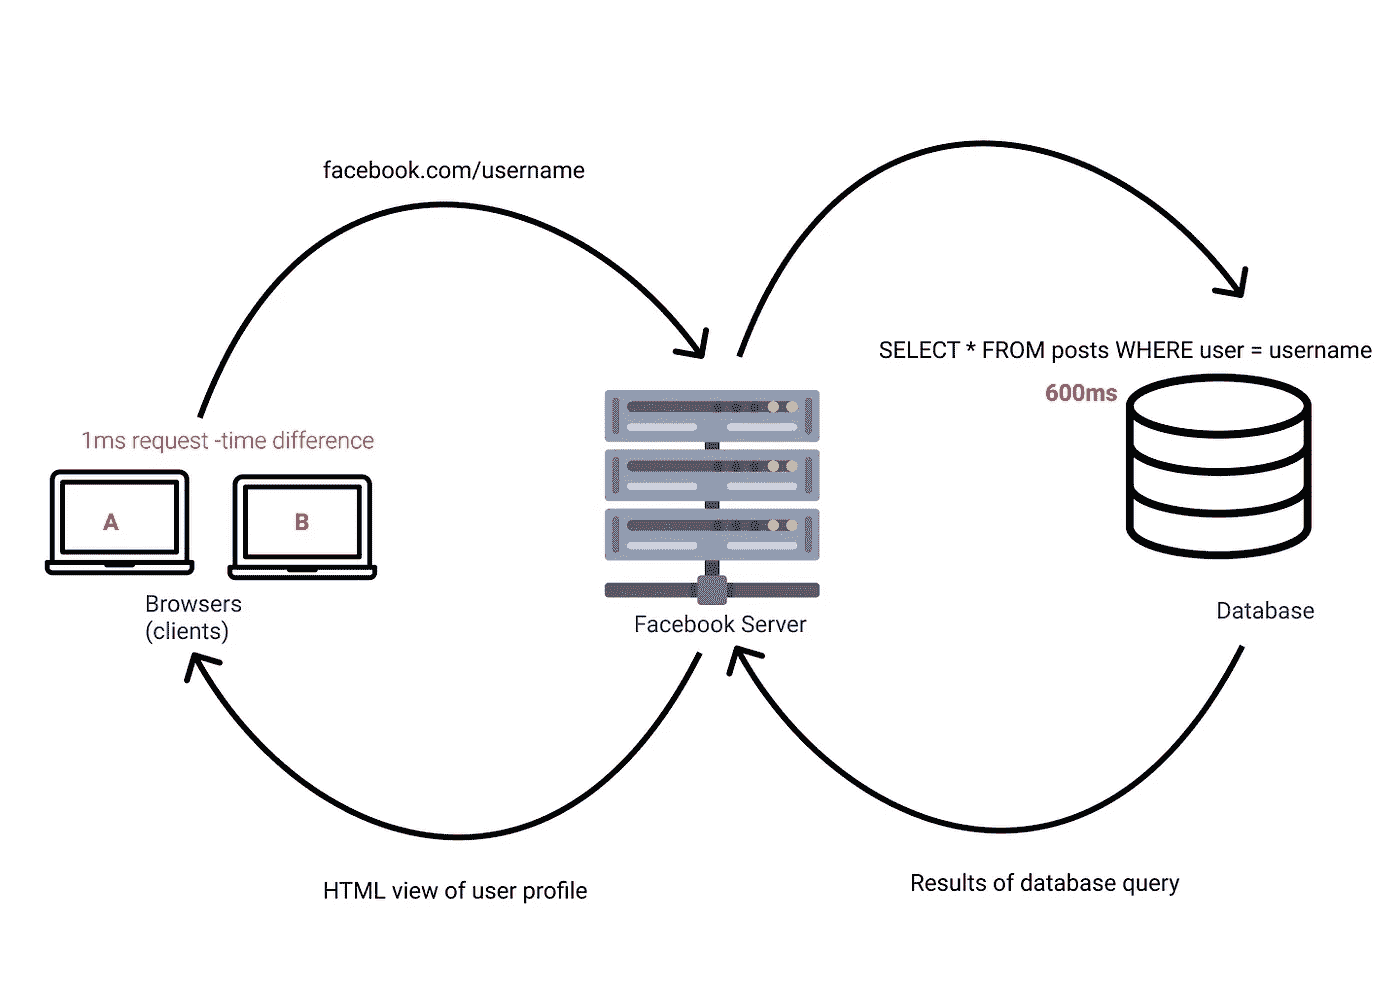 facebook.com/username
SELECT * FROM posts WHERE user = username
600ms
1ms request -time difference
A
B
Browsers
(clients)
Facebook Server
Database
HTML view of user profile
Results of database query